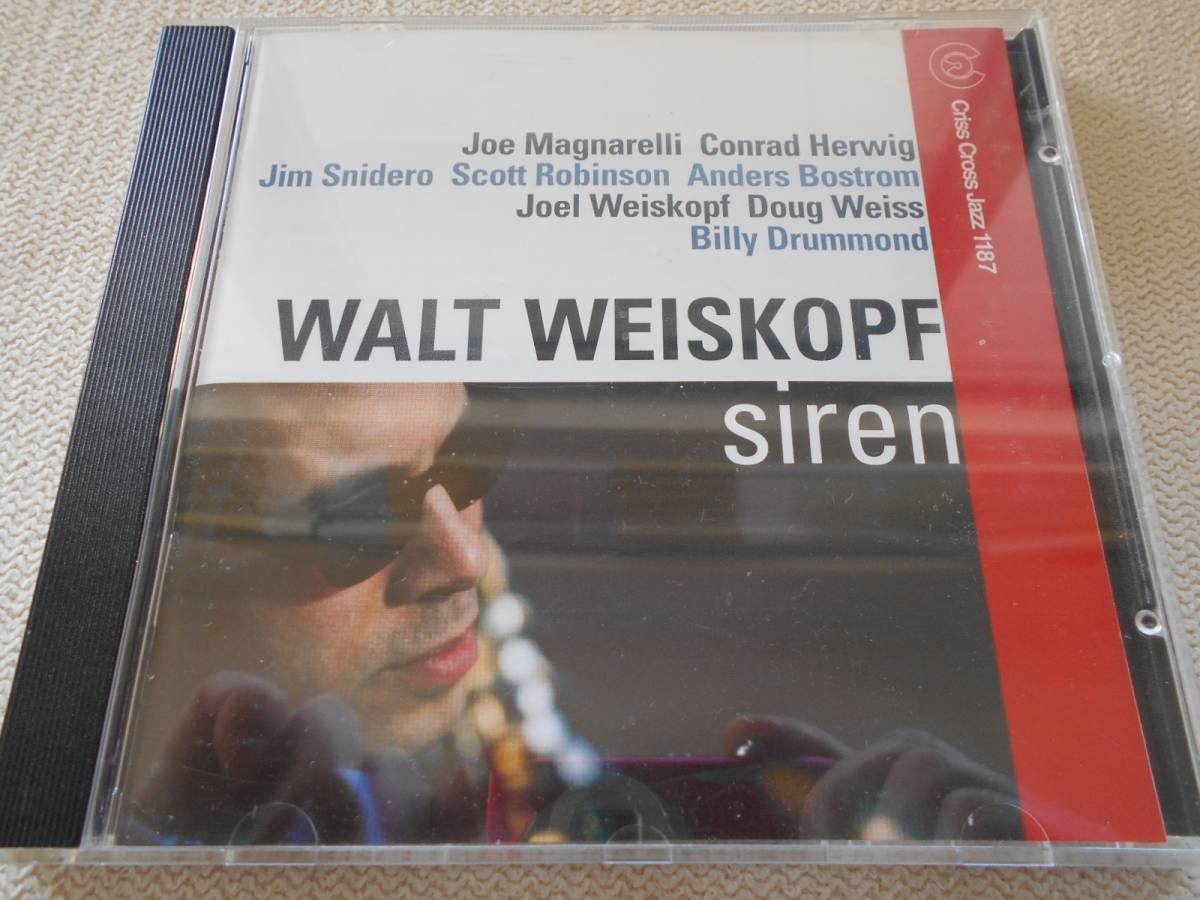 Joe Magnarelli Conrad Herwig
Jim Snidero Scott Robinson Anders Bostrom
Joel Weiskopf Doug Weiss
Billy Drummond
WALT WEISKOPF
siren
Criss Cross Jazz 1187